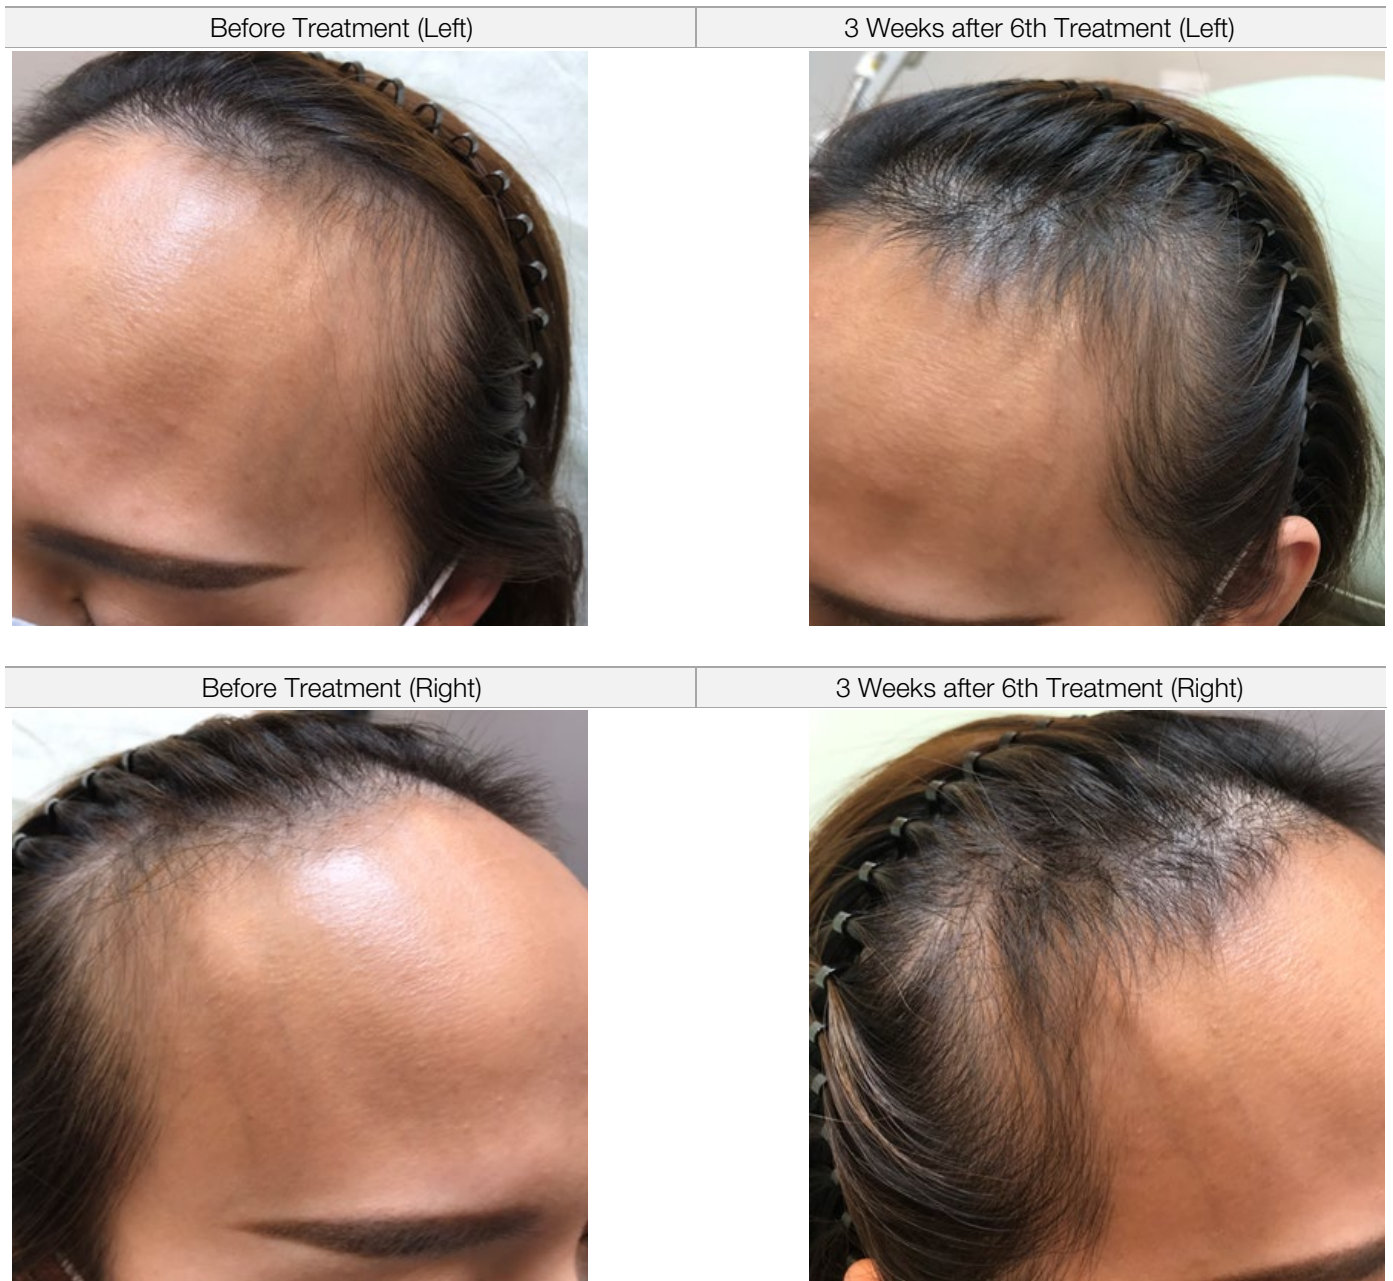 Before Treatment (Left)
3 Weeks after 6th Treatment (Left)
Before Treatment (Right)
3 Weeks after 6th Treatment (Right)